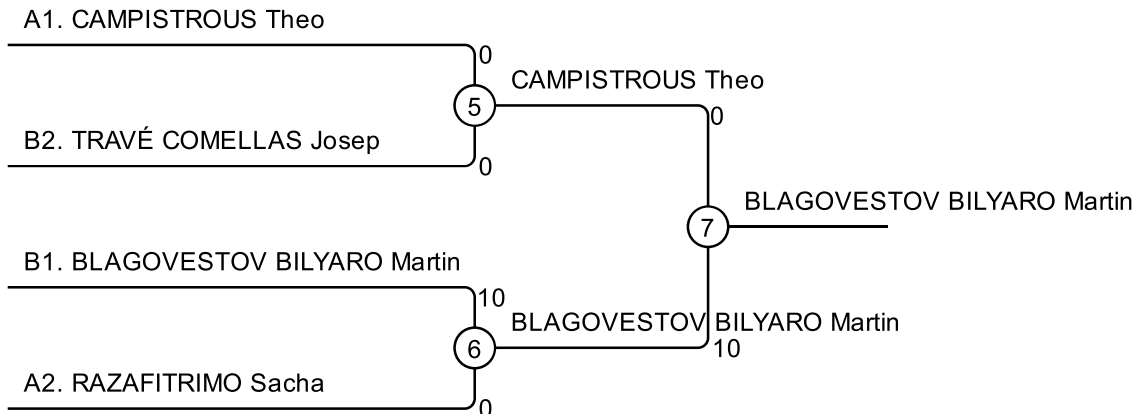 A1. CAMPISTROUS Theo
0
CAMPISTROUS Theo
5
0
B2. TRAVÉ COMELLAS Josep
0
BLAGOVESTOV BILYARO Martin
7
B1. BLAGOVESTOV BILYARO Martin
10
BLAGOVESTOV BILYARO Martin
6
10
A2. RAZAFITRIMO Sacha
0